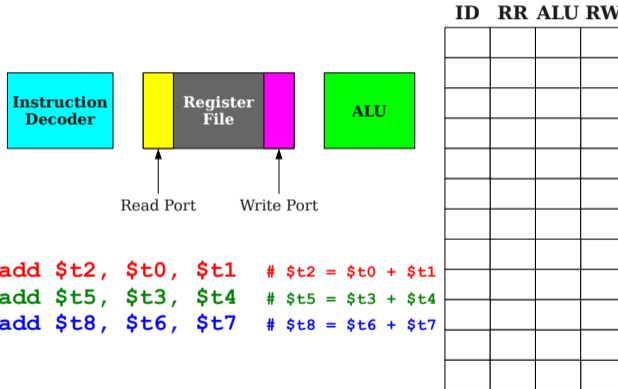 ID RR ALU RW
Instruction
Decoder
Register
File
ALU
Read Port
Write Port
add $t2, $t0, $t1 # $t2 = $t0 + $t1
add $t5, $t3, $t4 # $t5 = $t3 + $t4
add $t8, $t6, $t7 # $t8 = $t6 + $t7